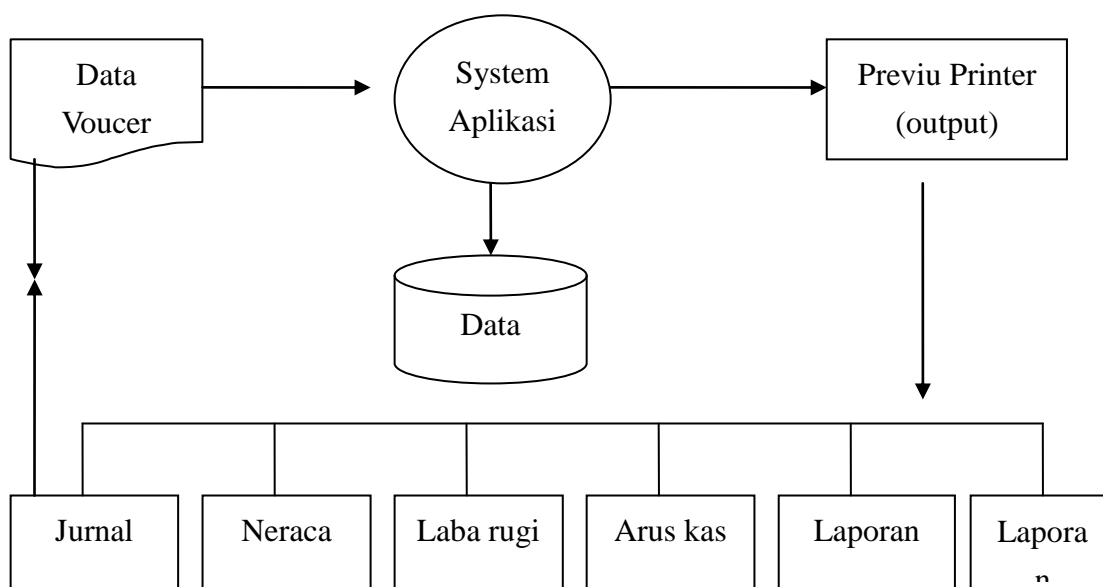 Data
Voucer
System
Aplikasi
Previu Printer
(output)
Data
Jurnal
Neraca
Laba rugi
Arus kas
Laporan
Lapora
n